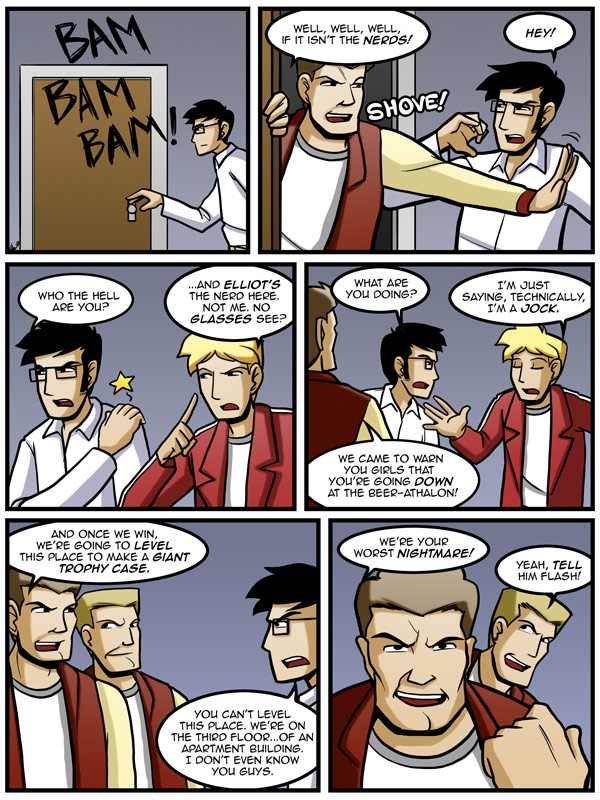 BAM
BAM
BAM!
WELL, WELL, WELL,
IF IT ISN'T THE NERDS!
HEY!
SHOVE!
WHO THE HELL
ARE YOU?
...AND ELLIOT'S
THE NERD HERE.
NOT ME. NO
GLASSES SEE?
WHAT ARE
YOU DOING?
I'M JUST
SAYING, TECHNICALLY,
I'M A JOCK.
WE CAME TO WARN
YOU GIRLS THAT
YOU'RE GOING DOWN
AT THE BEER-ATHALON!
AND ONCE WE WIN,
WE'RE GOING TO LEVEL
THIS PLACE TO MAKE A GIANT
TROPHY CASE.
YOU CAN'T LEVEL
THIS PLACE. WE'RE ON
THE THIRD FLOOR...OF AN
APARTMENT BUILDING.
I DON'T EVEN KNOW
YOU GUYS.
WE'RE YOUR
WORST NIGHTMARE!
YEAH, TELL
HIM FLASH!